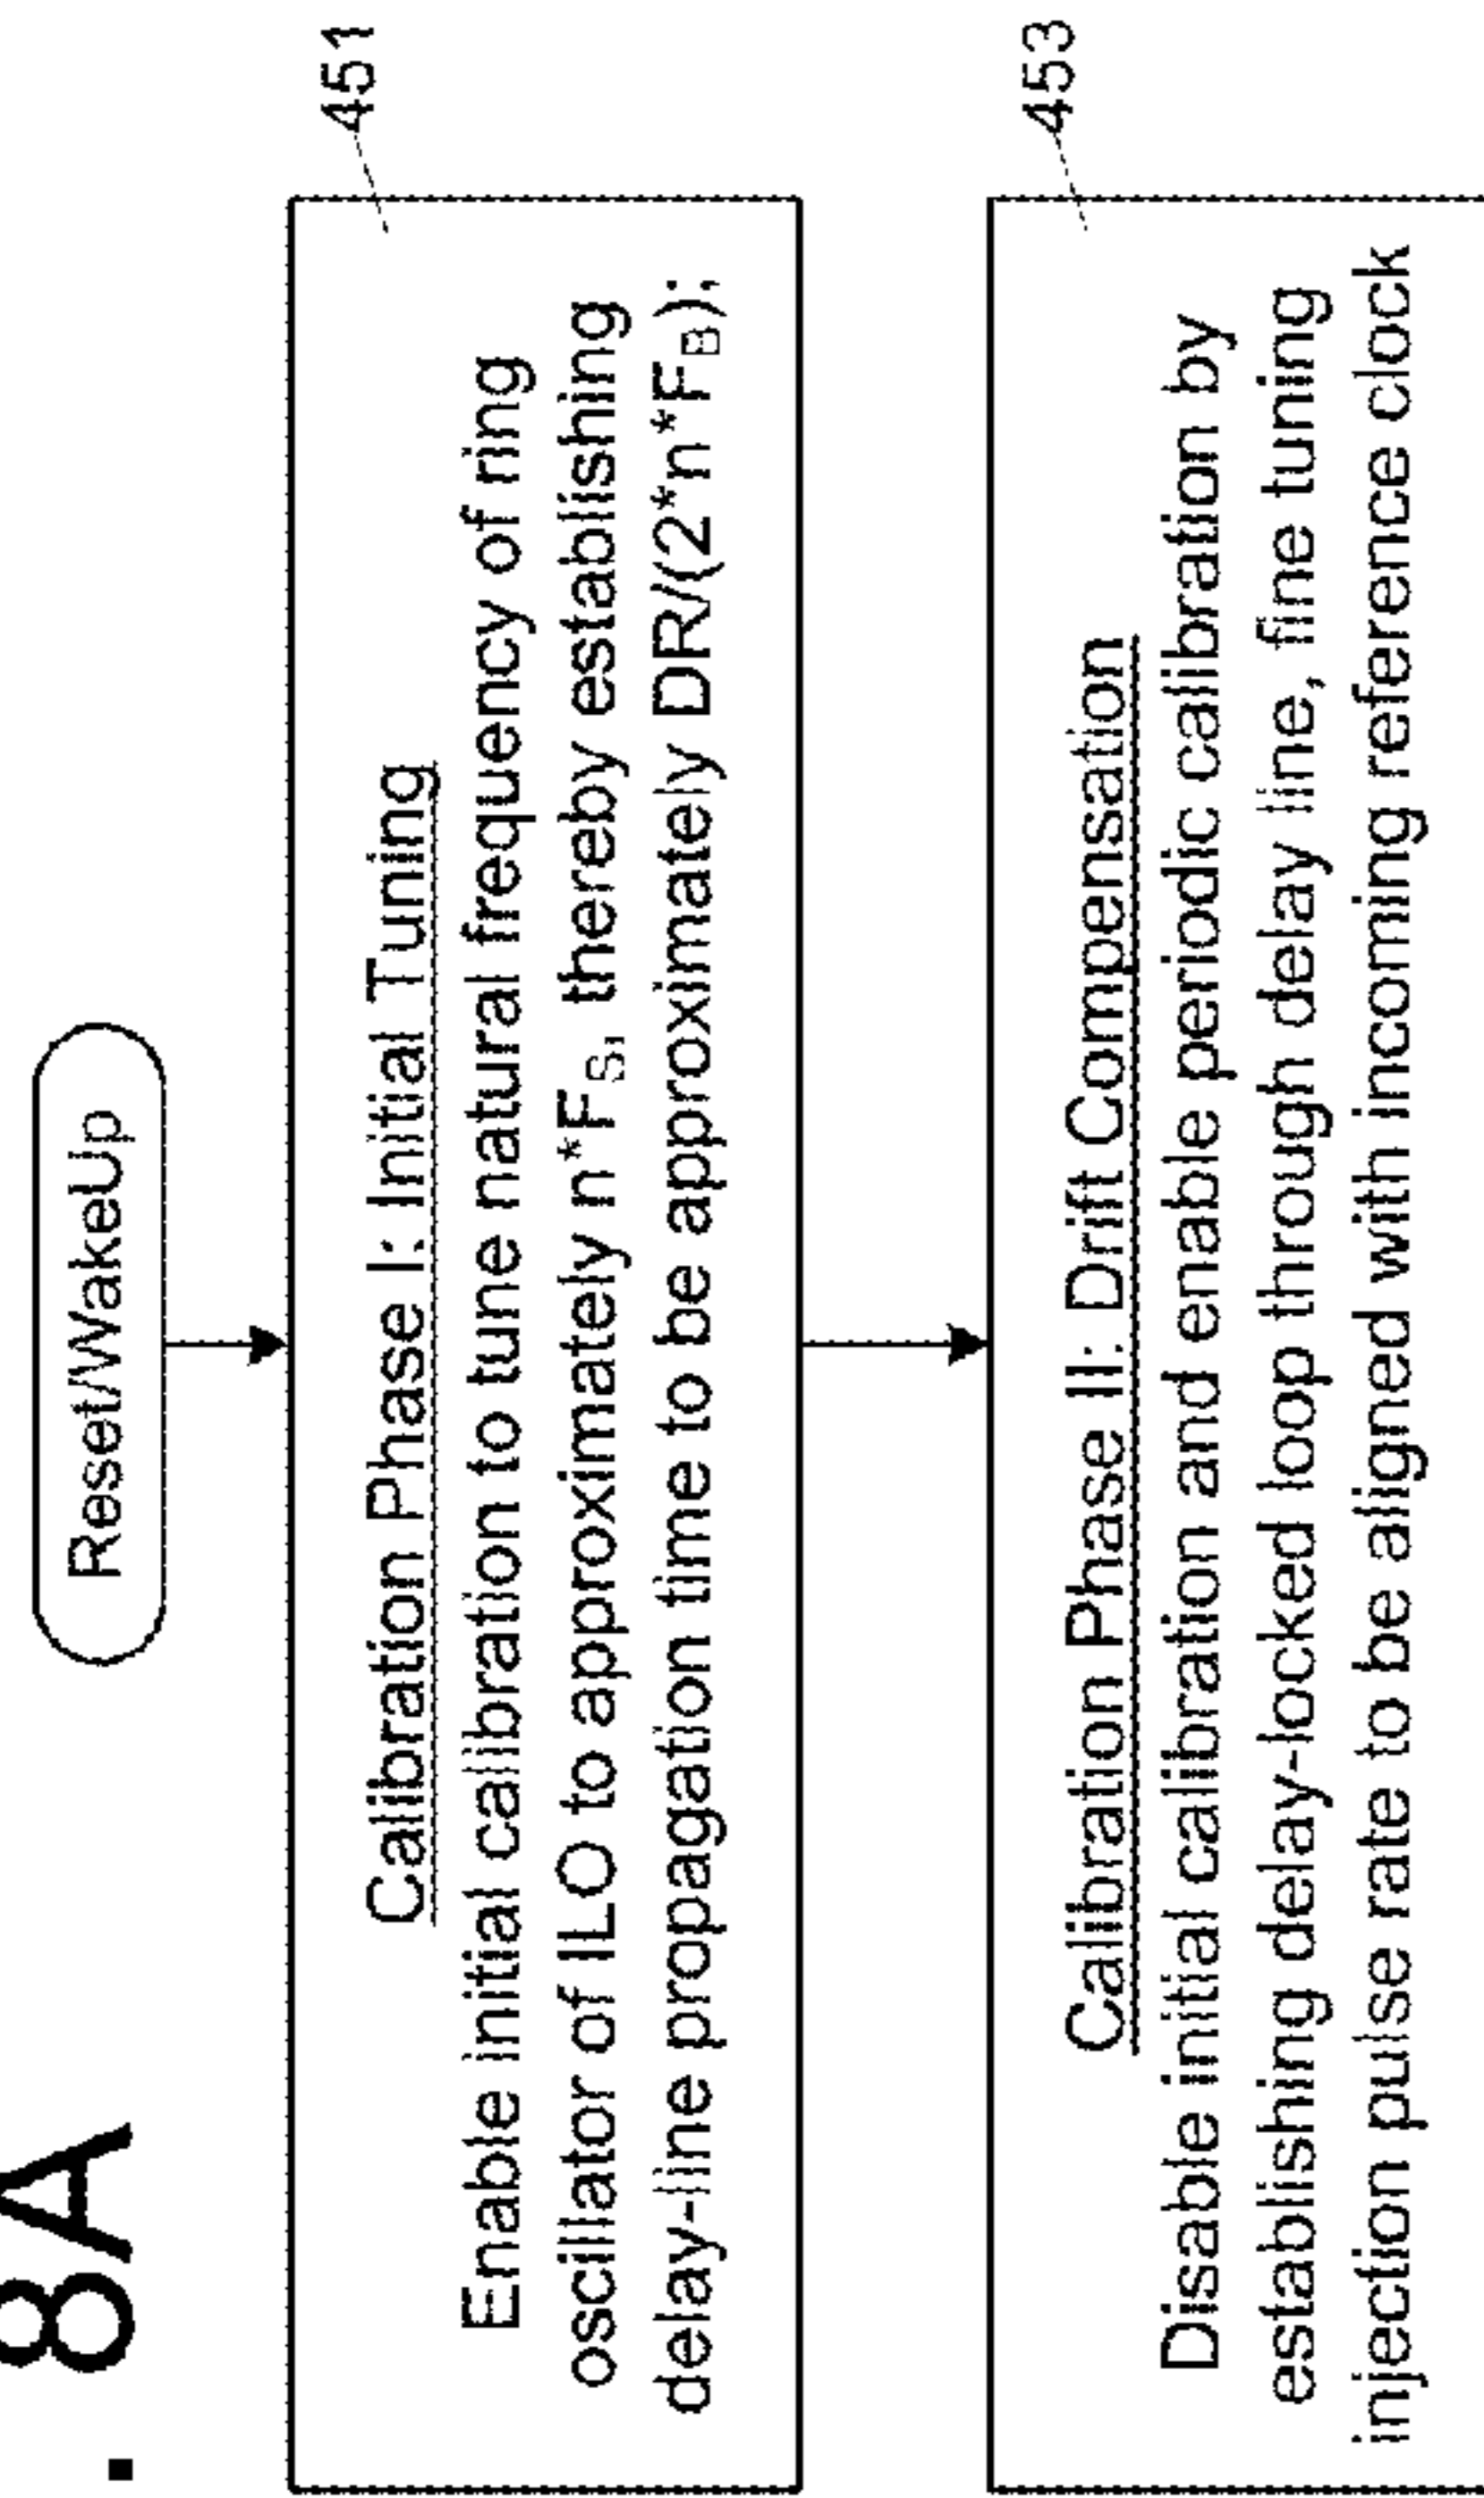 . 8A
Reset/WakeUp
451
Calibration Phase I: Initial Tuning
Enable initial calibration to tune natural frequency of ring
oscillator of ILO to approximately n*FS, thereby establishing
delay-line propagation time to be approximately DR/(2*n*FB);
453
Calibration Phase II: Drift Compensation
Disable initial calibration and enable periodic calibration by
establishing delay-locked loop through delay line, fine tuning
injection pulse rate to be aligned with incoming reference clock